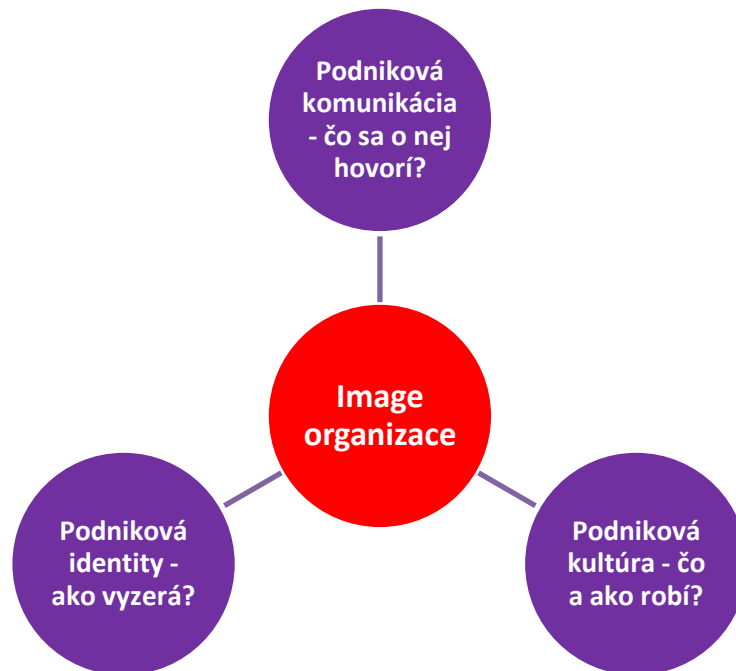 Podniková
komunikácia
- čo sa o nej
hovorí?
Image
organizace
Podniková
identity -
ako vyzerá?
Podniková
kultúra - čo
a ako robí?